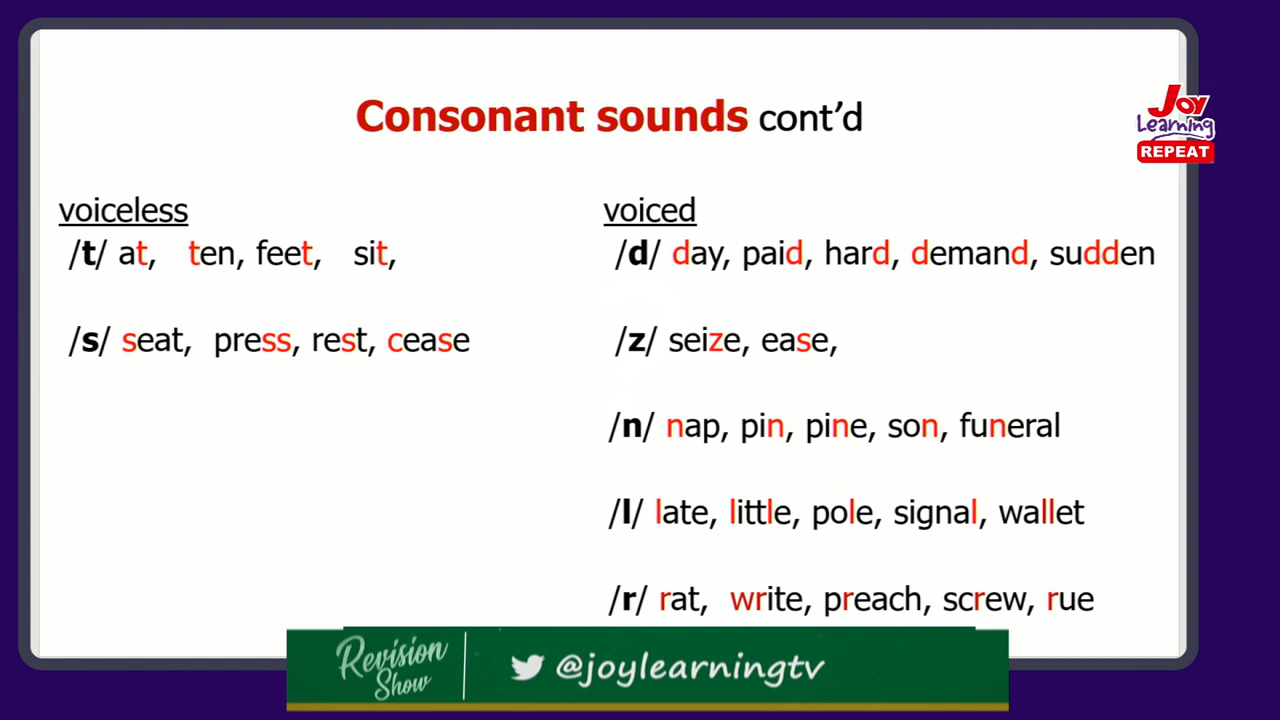 Consonant sounds cont'd
Joy
Learning
REPEAT
voiceless
/t/ at, ten, feet, sit,
/s/ seat, press, rest, cease
voiced
/d/ day, paid, hard, demand, sudden
/z/ seize, ease,
/n/ nap, pin, pine, son, funeral
/l/ late, little, pole, signal, wallet
/r/ rat, write, preach, screw, rue
Revision
Show
@joylearningtv